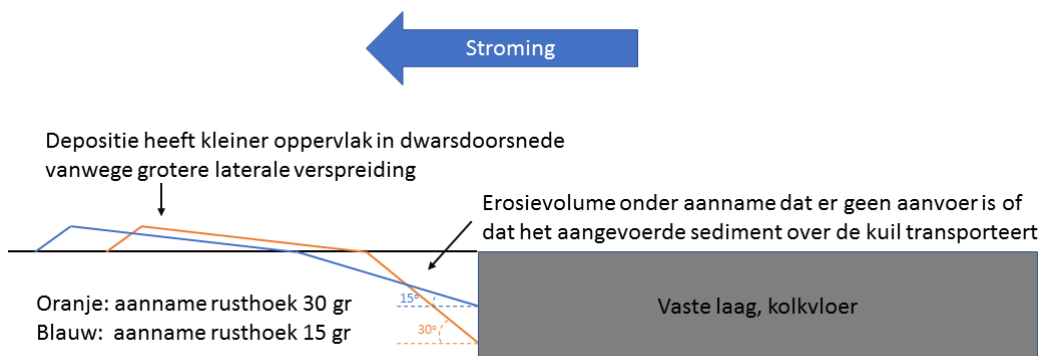 Stroming
Depositie heeft kleiner oppervlak in dwarsdoorsnede
vanwege grotere laterale verspreiding
Erosievolume onder aanname dat er geen aanvoer is of
dat het aangevoerde sediment over de kuil transporteert
15°
30°
Oranje: aanname rusthoek 30 gr
Blauw: aanname rusthoek 15 gr
Vaste laag, kolkvloer